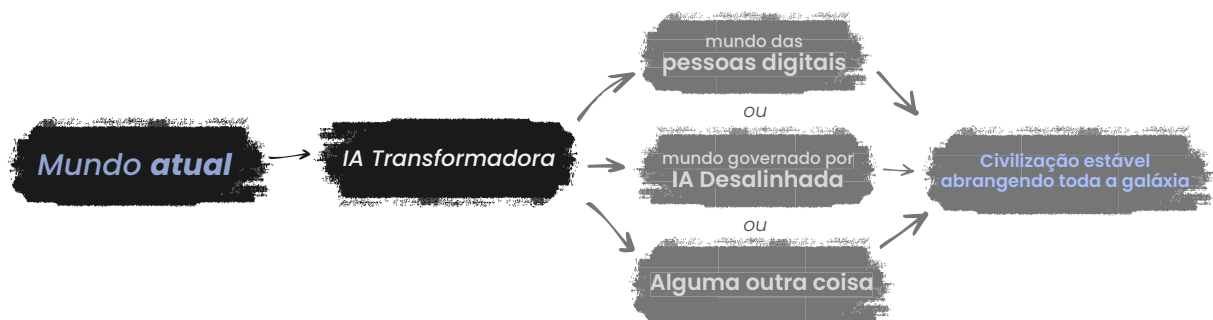 Mundo atual
IA Transformadora
mundo das
pessoas digitais
ou
mundo governado por
IA Desalinhada
ou
Alguma outra coisa
Civilização estável
abrangendo toda a galáxia